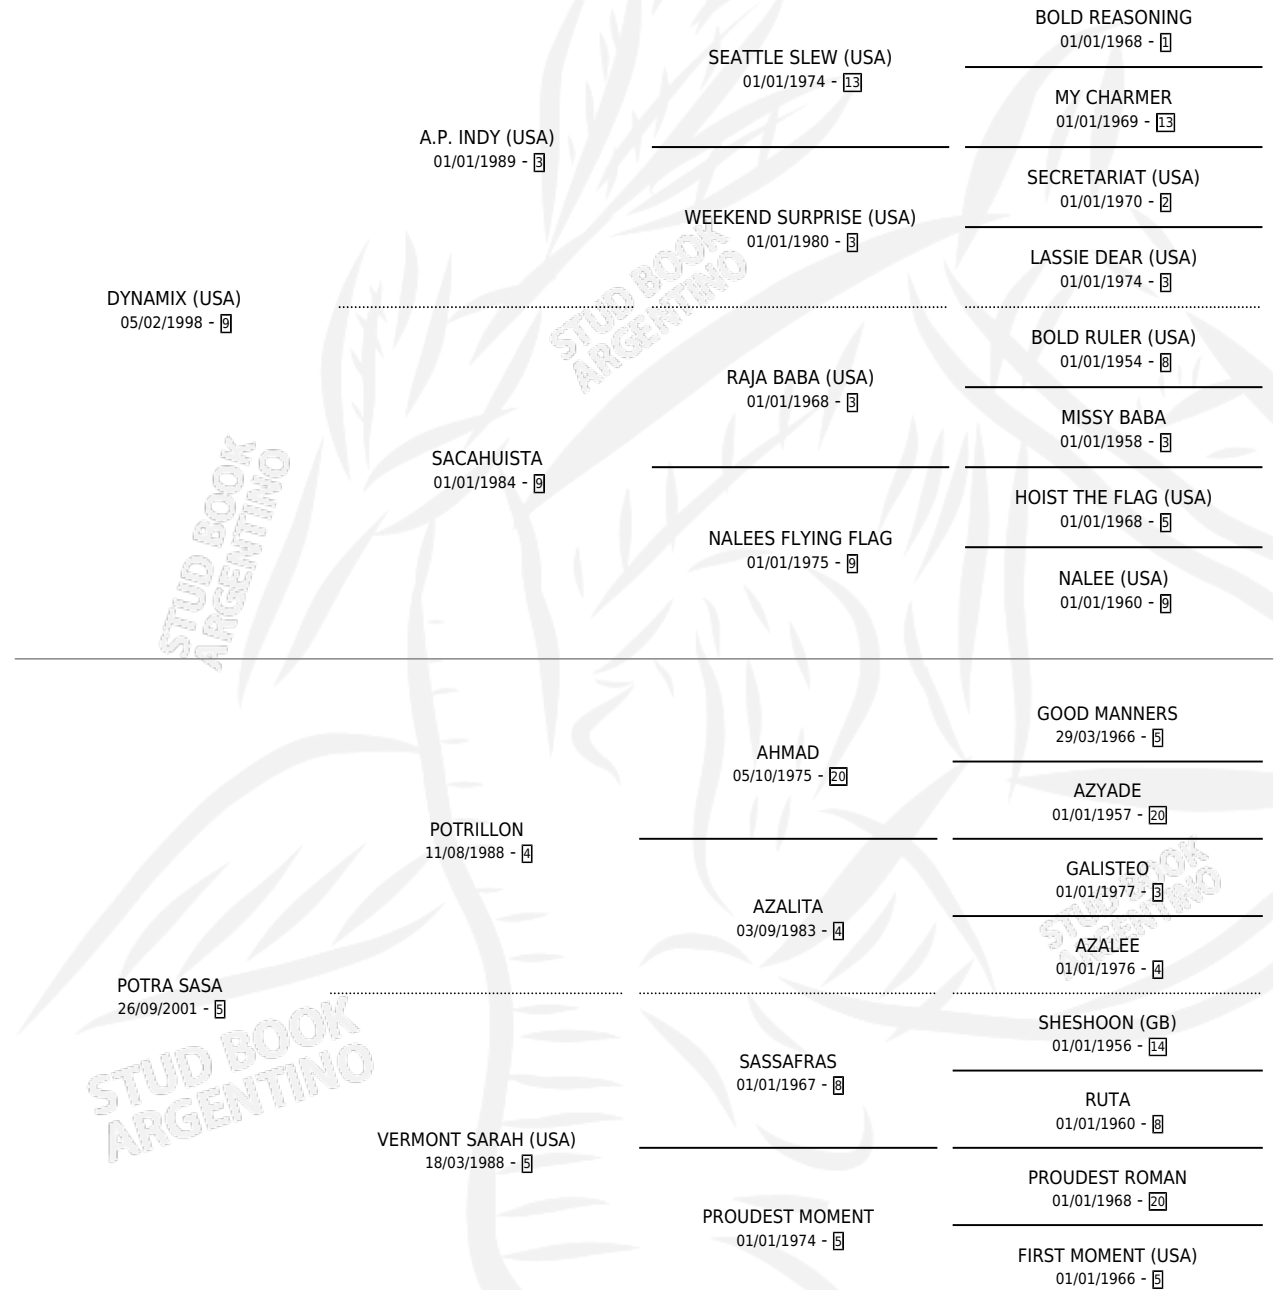 BOLD REASONING
01/01/1968 - 1
SEATTLE SLEW (USA)
01/01/1974 - 13
MY CHARMER
01/01/1969 - 13
A.P. INDY (USA)
01/01/1989 - 3
SECRETARIAT (USA)
01/01/1970 - 2
WEEKEND SURPRISE (USA)
01/01/1980 - 3
LASSIE DEAR (USA)
01/01/1974 - 3
DYNAMIX (USA)
05/02/1998 - 9
BOLD RULER (USA)
01/01/1954 - 8
RAJA BABA (USA)
01/01/1968 - 3
MISSY BABA
01/01/1958 - 3
SACAHUISTA
01/01/1984 - 9
HOIST THE FLAG (USA)
01/01/1968 - 5
NALEES FLYING FLAG
01/01/1975 - 9
NALEE (USA)
01/01/1960 - 9
GOOD MANNERS
29/03/1966 - 5
AHMAD
05/10/1975 - 20
AZYADE
01/01/1957 - 20
POTRILLON
11/08/1988 - 4
GALISTEO
01/01/1977 - 3
AZALITA
03/09/1983 - 4
AZALEE
01/01/1976 - 4
POTRA SASA
26/09/2001 - 5
SHESHOON (GB)
01/01/1956 - 14
SASSAFRAS
01/01/1967 - 8
RUTA
01/01/1960 - 8
VERMONT SARAH (USA)
18/03/1988 - 5
PROUDEST ROMAN
01/01/1968 - 20
PROUDEST MOMENT
01/01/1974 - 5
FIRST MOMENT (USA)
01/01/1966 - 5
STUD BOOK
ARGENTINO
STUD BOOK
ARGENTINO
STUD BOOK
ARGENTINO
STUD BOOK
ARGENTINO